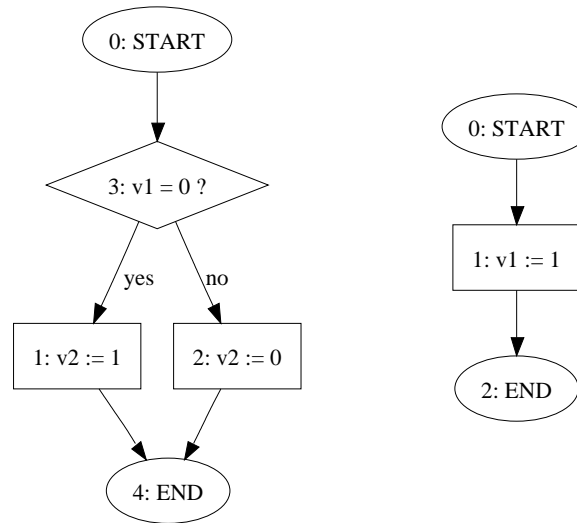 0: START
3: v1 = 0 ?
yes
no
1: v2 := 1
2: v2 := 0
4: END
0: START
1: v1 := 1
2: END